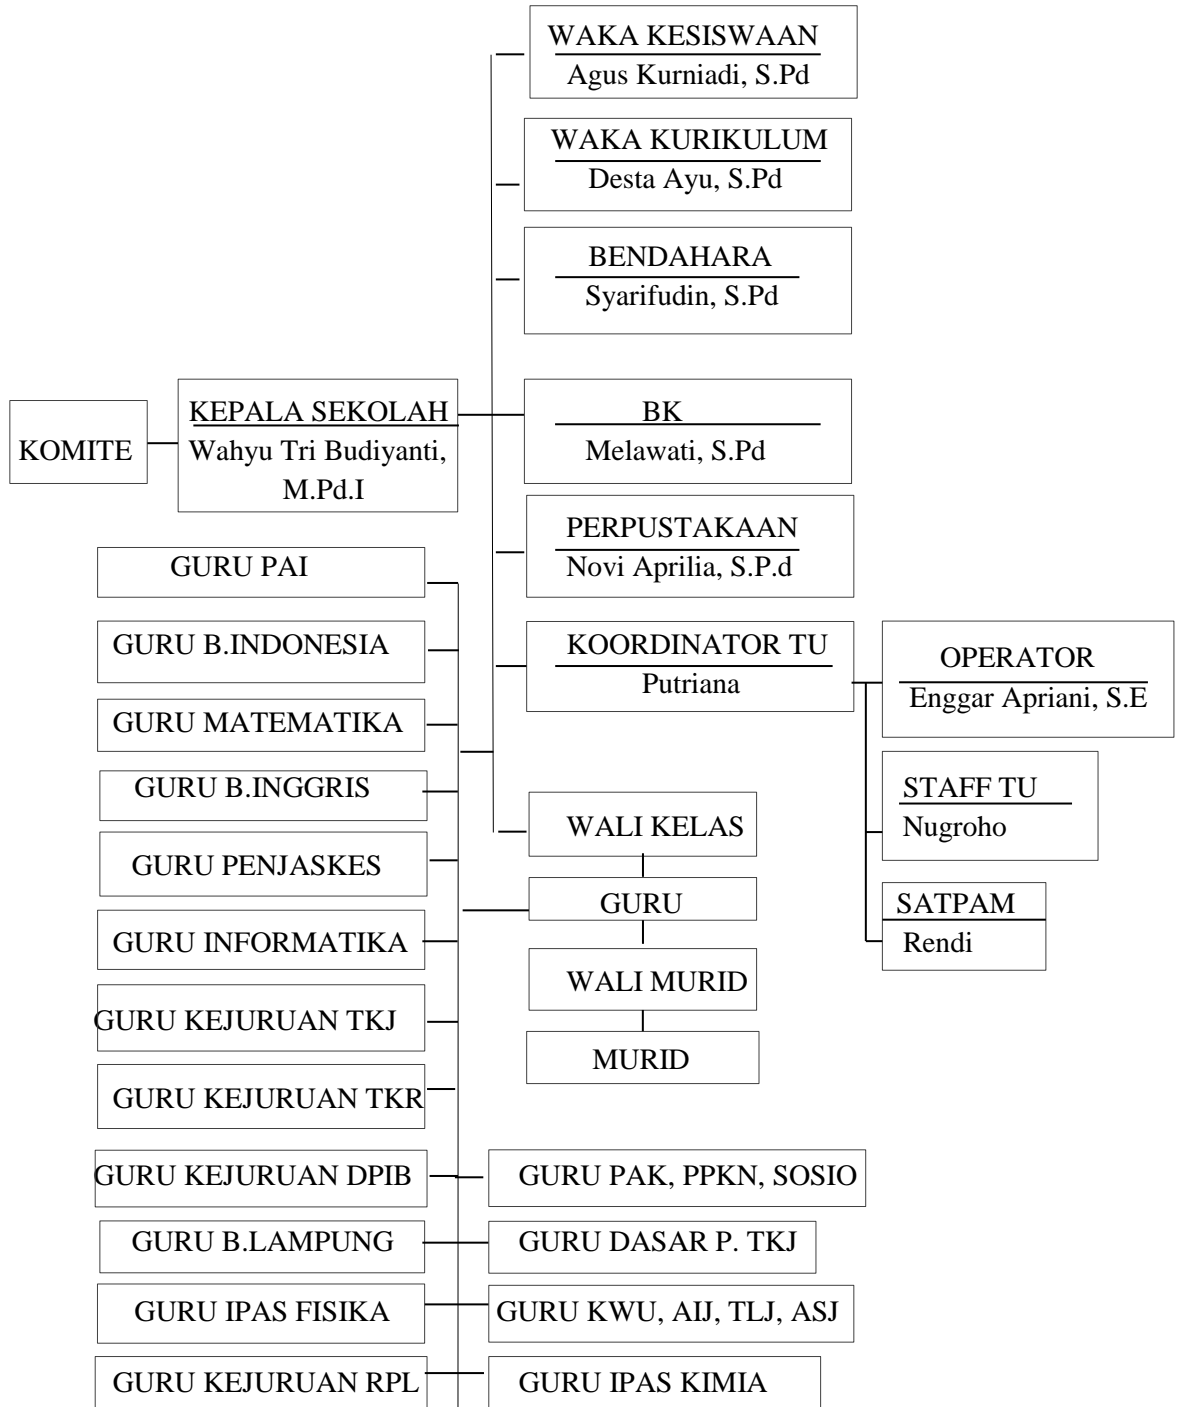 WAKA KESISWAAN
Agus Kurniadi, S.Pd
WAKA KURIKULUM
Desta Ayu, S.Pd
BENDAHARA
Syarifudin, S.Pd
KOMITE
KEPALA SEKOLAH
Wahyu Tri Budiyanti,
M.Pd.I
BK
Melawati, S.Pd
PERPUSTAKAAN
Novi Aprilia, S.P.d
KOORDINATOR TU
Putriana
OPERATOR
Enggar Apriani, S.E
STAFF TU
Nugroho
SATPAM
Rendi
WALI KELAS
GURU
WALI MURID
MURID
GURU PAI
GURU B.INDONESIA
GURU MATEMATIKA
GURU B.INGGRIS
GURU PENJASKES
GURU INFORMATIKA
GURU KEJURUAN TKJ
GURU KEJURUAN TKR
GURU KEJURUAN DPIB
GURU PAK, PPKN, SOSIO
GURU B.LAMPUNG
GURU DASAR P. TKJ
GURU IPAS FISIKA
GURU KWU, AIJ, TLJ, ASJ
GURU KEJURUAN RPL
GURU IPAS KIMIA